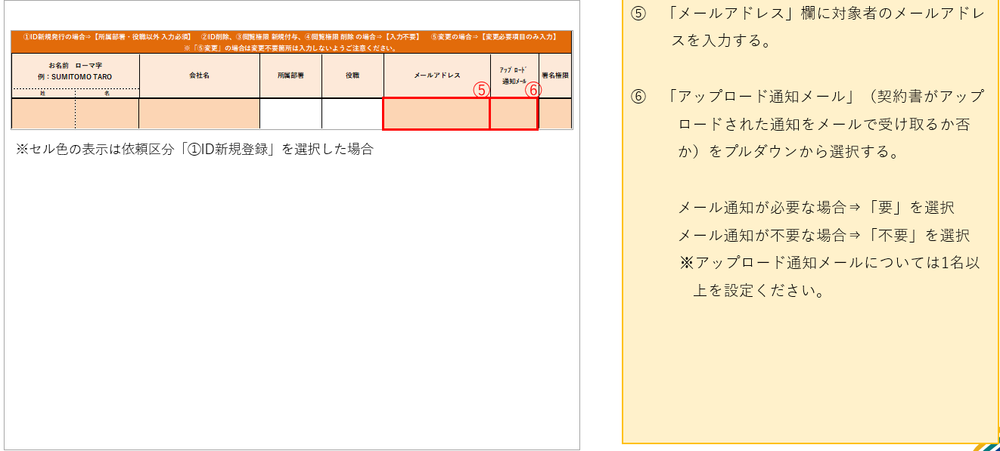 ①ID新規発行の場合⇒【所属部署・役職以外 入力必須】　②ID削除、③閲覧権限 新規付与、④閲覧権限 削除 の場合⇒【入力不要】　⑤変更の場合⇒【変更必要項目のみ入力】
※「⑤変更」の場合は変更不要箇所は入力しないようご注意ください。
お名前　ローマ字
例：SUMITOMO TARO
姓
名
会社名
所属部署
役職
メールアドレス
ｱｯﾌﾟﾛｰﾄﾞ
通知ﾒｰﾙ
署名権限
⑤
⑥
※セル色の表示は依頼区分「①ID新規登録」を選択した場合
⑤　「メールアドレス」欄に対象者のメールアドレ
スを入力する。
⑥　「アップロード通知メール」（契約書がアップ
ロードされた通知をメールで受け取るか否
か）をプルダウンから選択する。
メール通知が必要な場合⇒「要」を選択
メール通知が不要な場合⇒「不要」を選択
※アップロード通知メールについては1名以
上を設定ください。